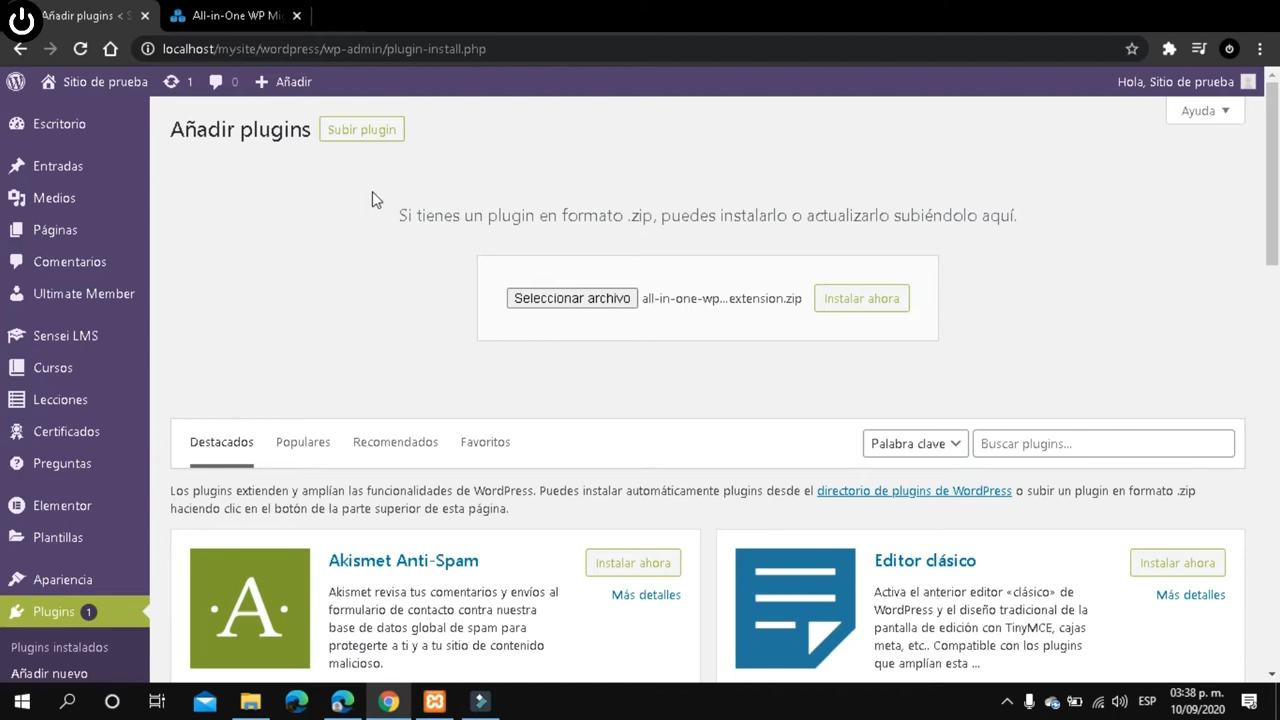 Añadir plugins < S
All-in-One WP Mi
localhost/mysite/wordpress/wp-admin/plugin-install.php
Sitio de prueba
1
0
Añadir
Hola, Sitio de prueba
Ayuda
Escritorio
Entradas
Medios
Páginas
Comentarios
Ultimate Member
Sensei LMS
Cursos
Lecciones
Certificados
Preguntas
Elementor
Plantillas
Apariencia
Plugins 1
Plugins instalados
Añadir nuevo
Añadir plugins
Subir plugin
Si tienes un plugin en formato .zip, puedes instalarlo o actualizarlo subiéndolo aquí.
Seleccionar archivo all-in-one-wp...extension.zip
Instalar ahora
Destacados
Populares
Recomendados
Favoritos
Palabra clave
Buscar plugins...
Los plugins extienden y amplían las funcionalidades de WordPress. Puedes instalar automáticamente plugins desde el directorio de plugins de WordPress o subir un plugin en formato .zip
haciendo clic en el botón de la parte superior de esta página.
A
Akismet Anti-Spam
Instalar ahora
Más detalles
Akismet revisa tus comentarios y envíos al
formulario de contacto contra nuestra
base de datos global de spam para
protegerte a ti y a tu sitio de contenido
malicioso.
Editor clásico
Instalar ahora
Más detalles
Activa el anterior editor «clásico» de
WordPress y el diseño tradicional de la
pantalla de edición con TinyMCE, cajas
meta, etc.. Compatible con los plugins
que amplían esta ...
ESP
03:38 p. m.
10/09/2020